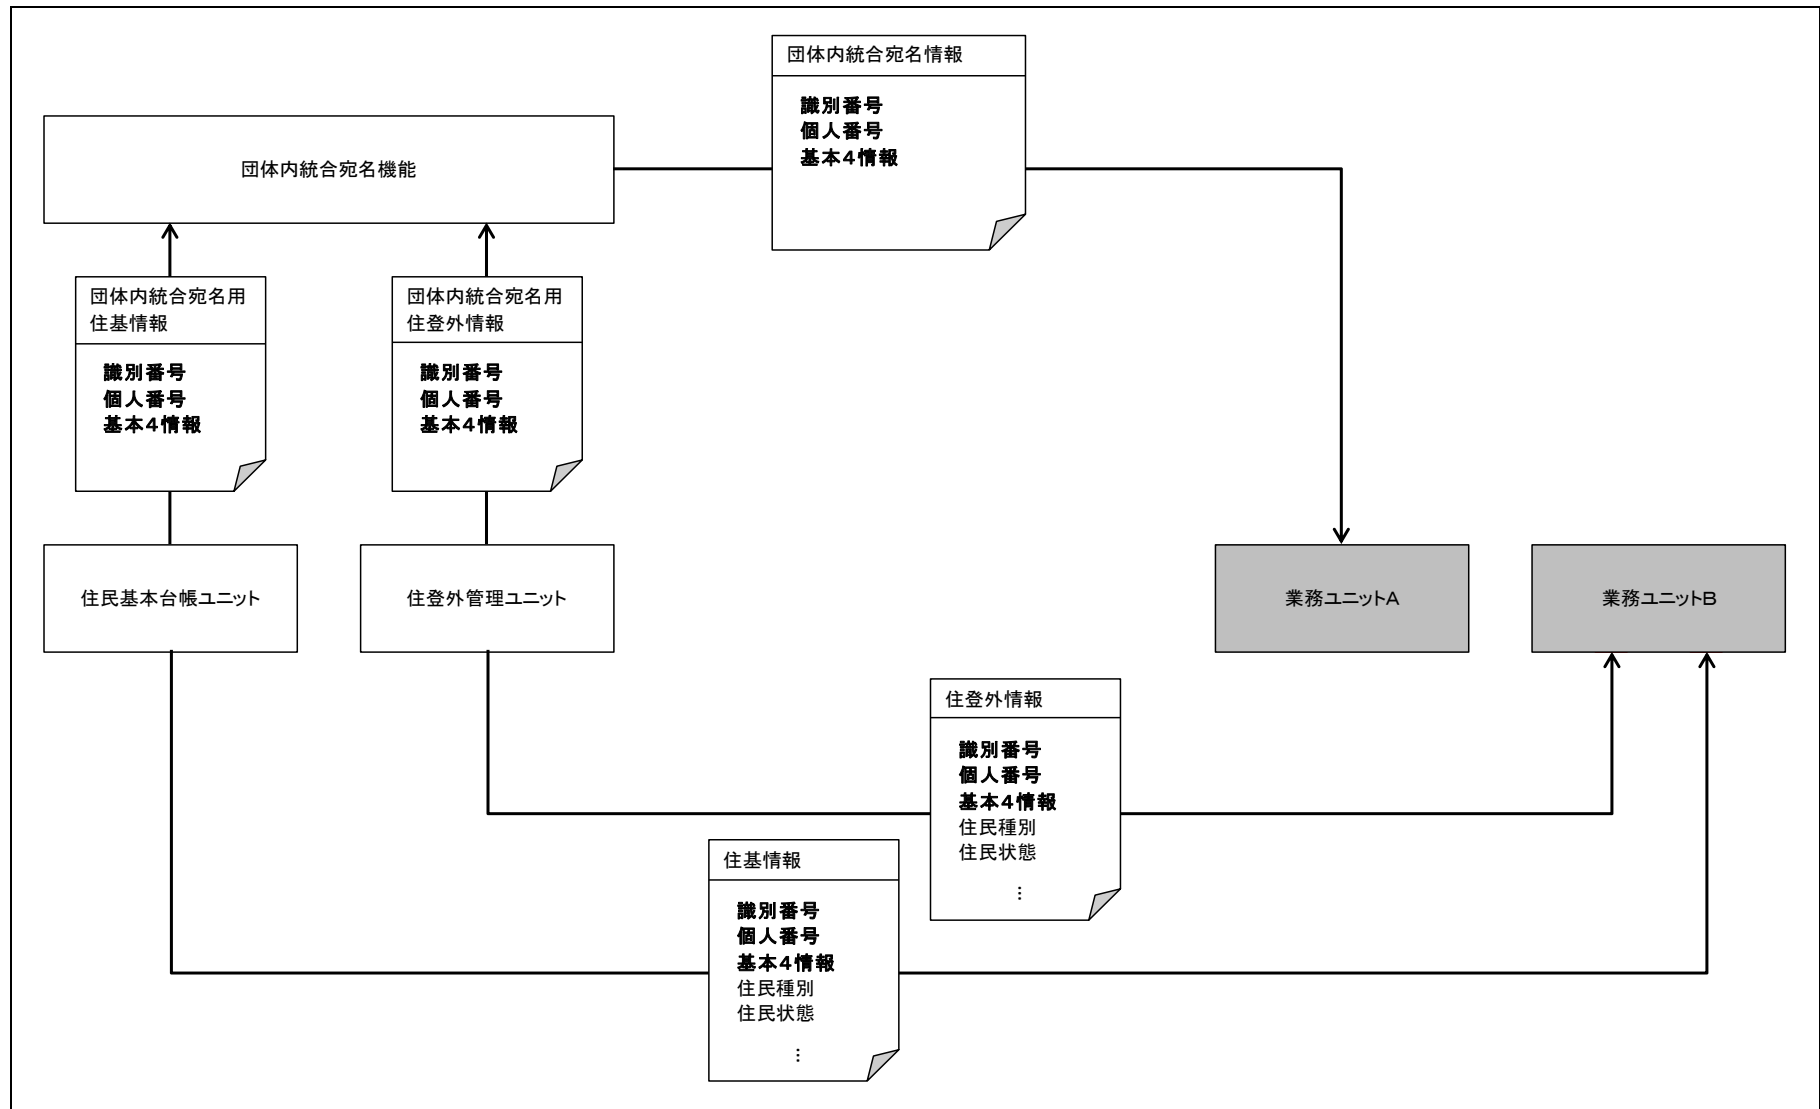 団体内統合宛名情報
識別番号
個人番号
基本4情報
団体内統合宛名機能
団体内統合宛名用
住基情報
識別番号
個人番号
基本4情報
団体内統合宛名用
住登外情報
識別番号
個人番号
基本4情報
住民基本台帳ユニット
住登外管理ユニット
業務ユニットA
業務ユニットB
住登外情報
識別番号
個人番号
基本4情報
住民種別
住民状態
…
住基情報
識別番号
個人番号
基本4情報
住民種別
住民状態
…